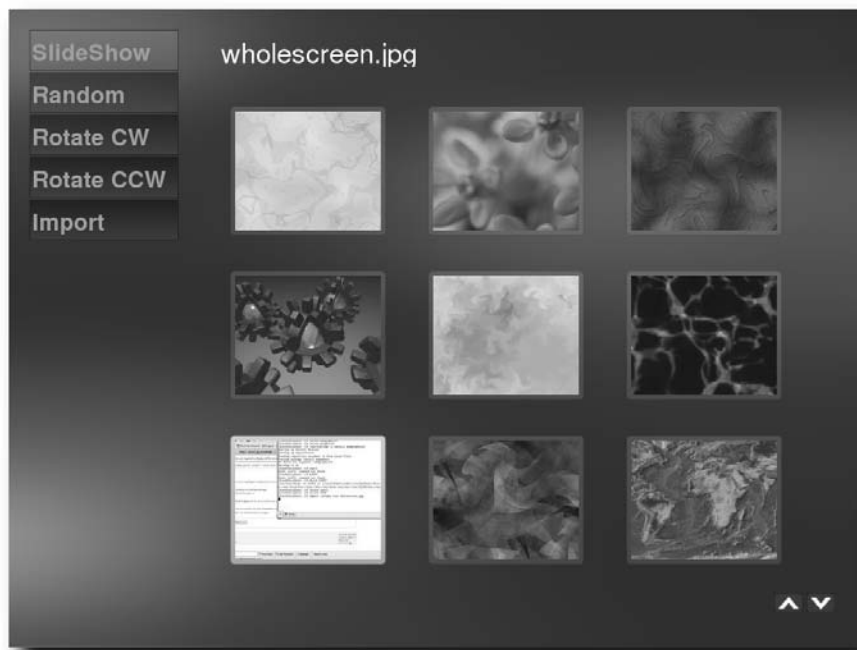 SlideShow
wholescreen.jpg
Random
Rotate CW
Rotate CCW
Import